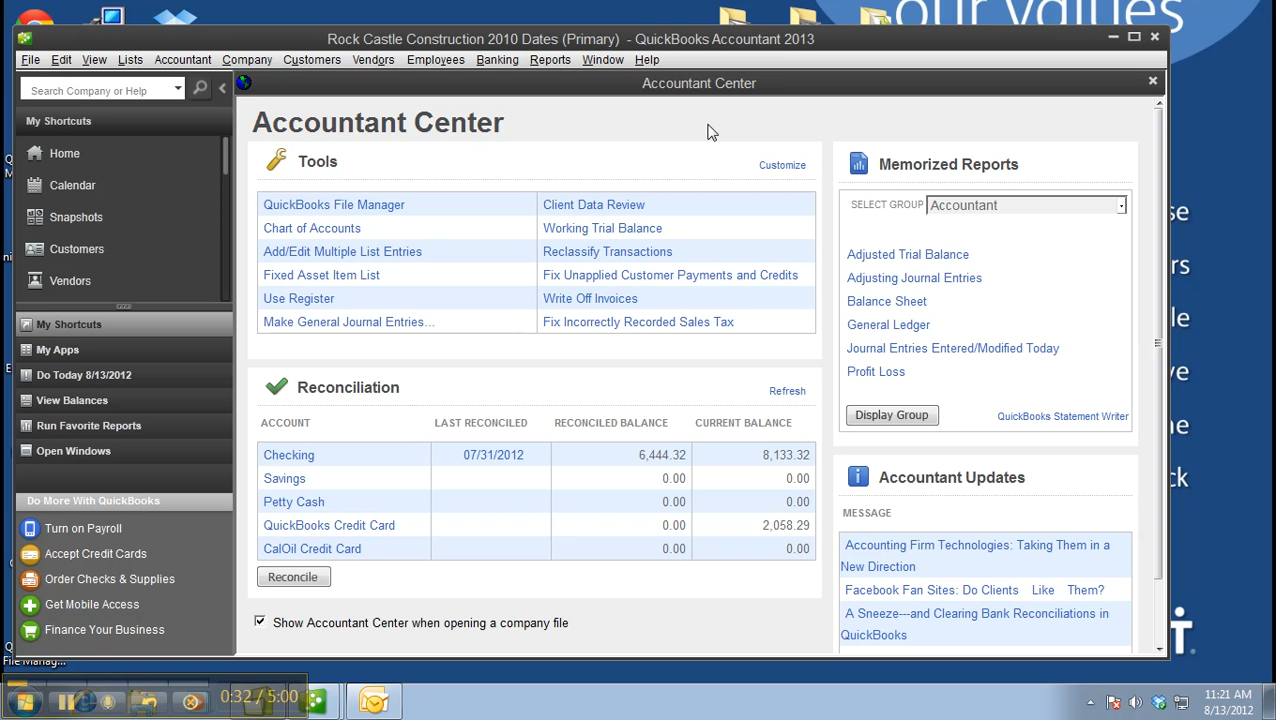 our values
Rock Castle Construction 2010 Dates (Primary) - QuickBooks Accountant 2013
File Edit View Lists Accountant Company Customers Vendors Employees Banking Reports Window Help
Search Company or Help
Accountant Center
My Shortcuts
Home
Calendar
Snapshots
Customers
Vendors
My Shortcuts
My Apps
Do Today 8/13/2012
View Balances
Run Favorite Reports
Open Windows
Do More With QuickBooks
Turn on Payroll
Accept Credit Cards
Order Checks & Supplies
Get Mobile Access
Finance Your Business
Accountant Center
Tools
Customize
QuickBooks File Manager Client Data Review
Chart of Accounts Working Trial Balance
Add/Edit Multiple List Entries Reclassify Transactions
Fixed Asset Item List Fix Unapplied Customer Payments and Credits
Use Register Write Off Invoices
Make General Journal Entries... Fix Incorrectly Recorded Sales Tax
Reconciliation
Refresh
ACCOUNT LAST RECONCILED RECONCILED BALANCE CURRENT BALANCE
Checking 07/31/2012 6,444.32 8,133.32
Savings 0.00 0.00
Petty Cash 0.00 0.00
QuickBooks Credit Card 0.00 2,058.29
CalOil Credit Card 0.00 0.00
Reconcile
Show Accountant Center when opening a company file
Memorized Reports
SELECT GROUP Accountant
Adjusted Trial Balance
Adjusting Journal Entries
Balance Sheet
General Ledger
Journal Entries Entered/Modified Today
Profit Loss
Display Group QuickBooks Statement Writer
Accountant Updates
MESSAGE
Accounting Firm Technologies: Taking Them in a
New Direction
Facebook Fan Sites: Do Clients Like Them?
A Sneeze---and Clearing Bank Reconciliations in
QuickBooks
File Manag...
0:32 / 5:00
11:21 AM
8/13/2012